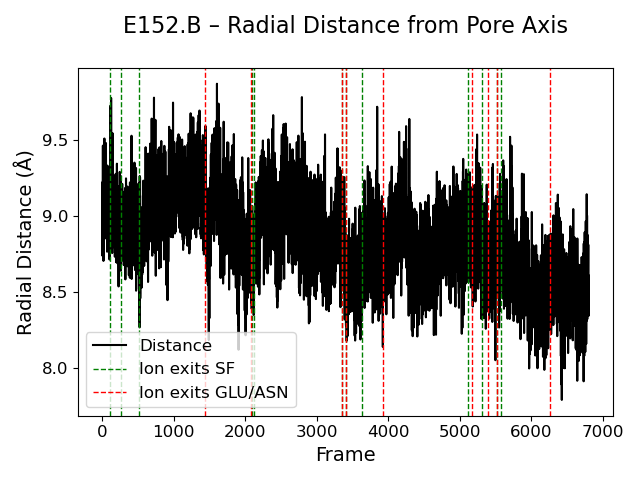 E152.B – Radial Distance from Pore Axis
Radial Distance (Å)
9.5
9.0
8.5
8.0
Distance
Ion exits SF
Ion exits GLU/ASN
0 1000 2000 3000 4000 5000 6000 7000
Frame